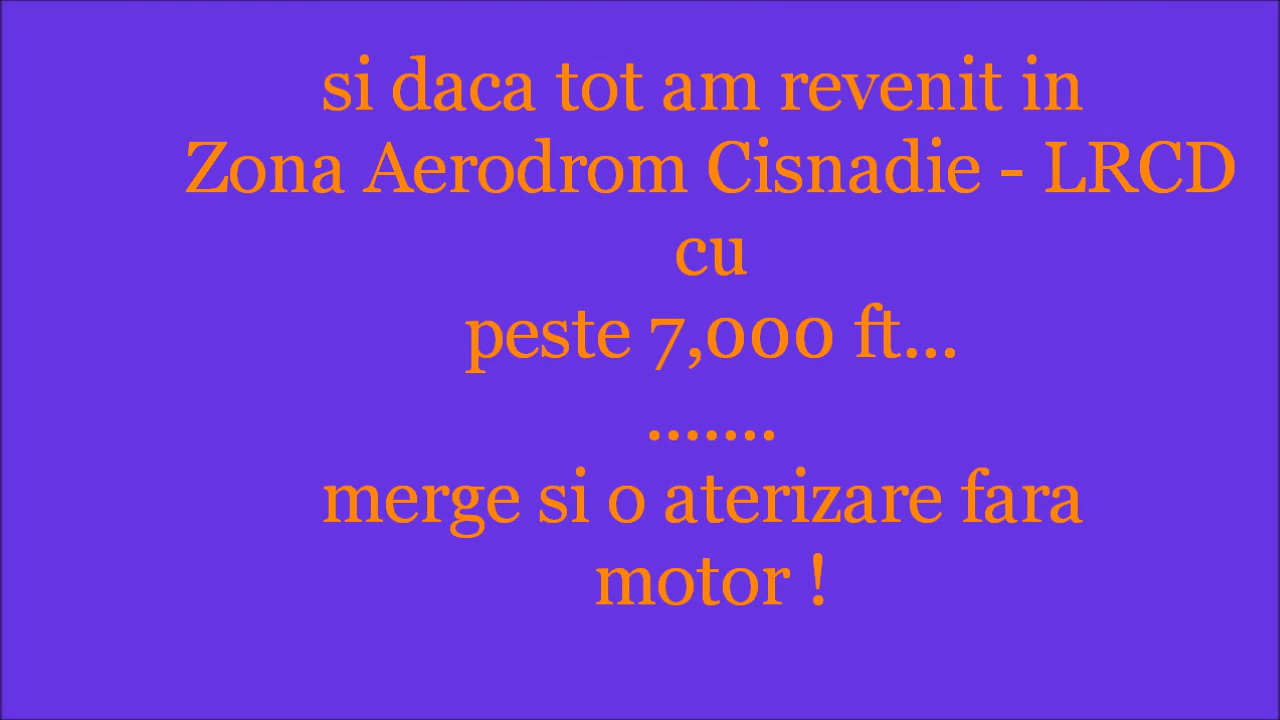 si daca tot am revenit in
Zona Aerodrom Cisnadie - LRCD
cu
peste 7,000 ft...
.......
merge si o aterizare fara
motor !